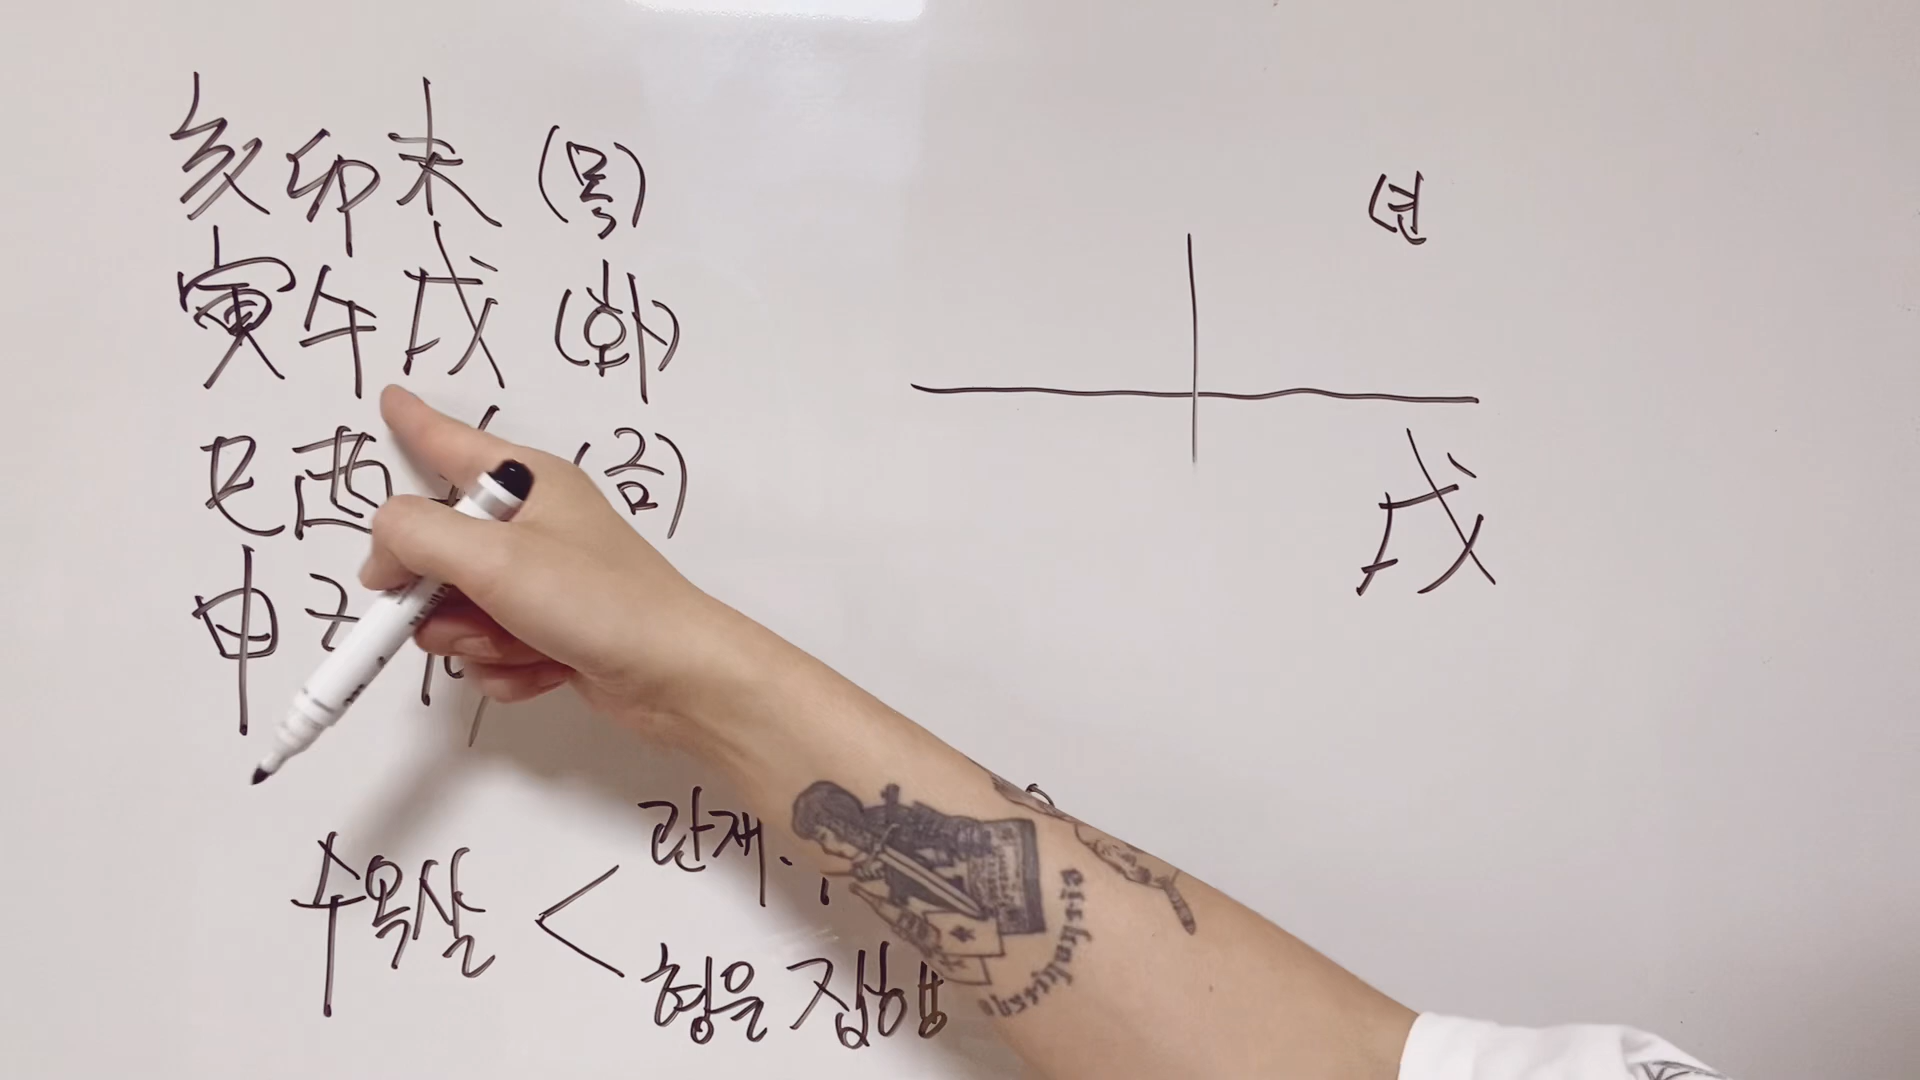 亥卯未 (목)
寅午戌 (화)
巳酉 (금)
申子
년
戌
수옥살 < 관재.
형을 집행